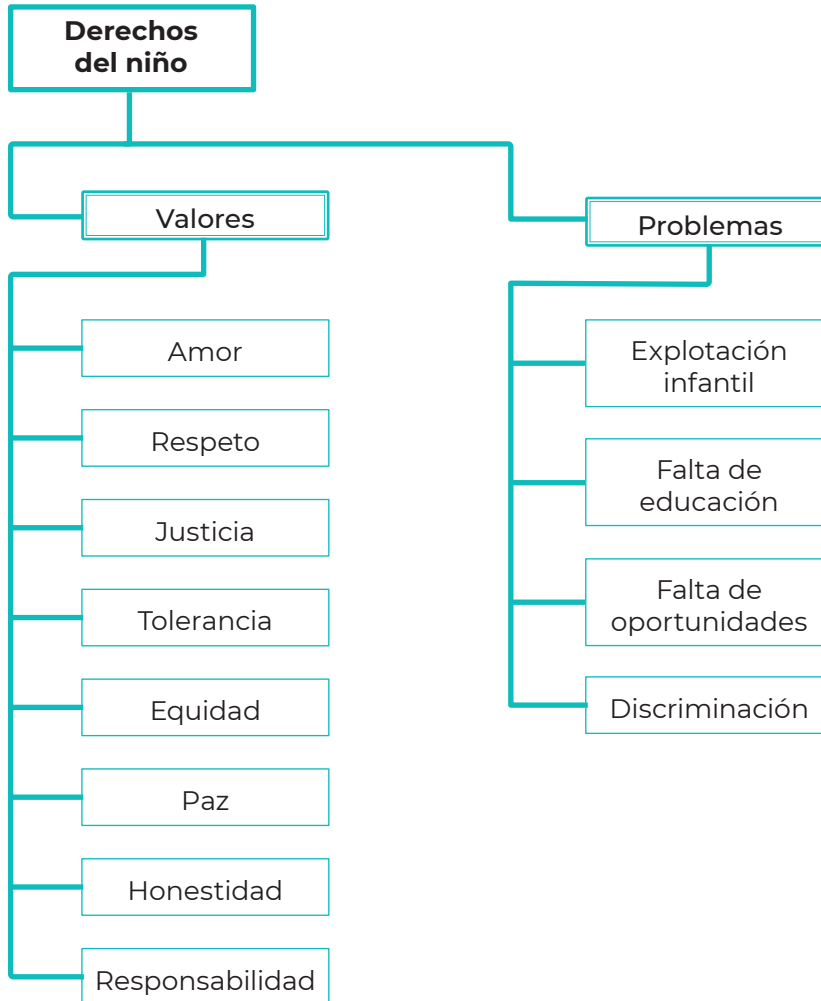 Derechos
del niño
Valores
Amor
Respeto
Justicia
Tolerancia
Equidad
Paz
Honestidad
Responsabilidad
Problemas
Explotación
infantil
Falta de
educación
Falta de
oportunidades
Discriminación